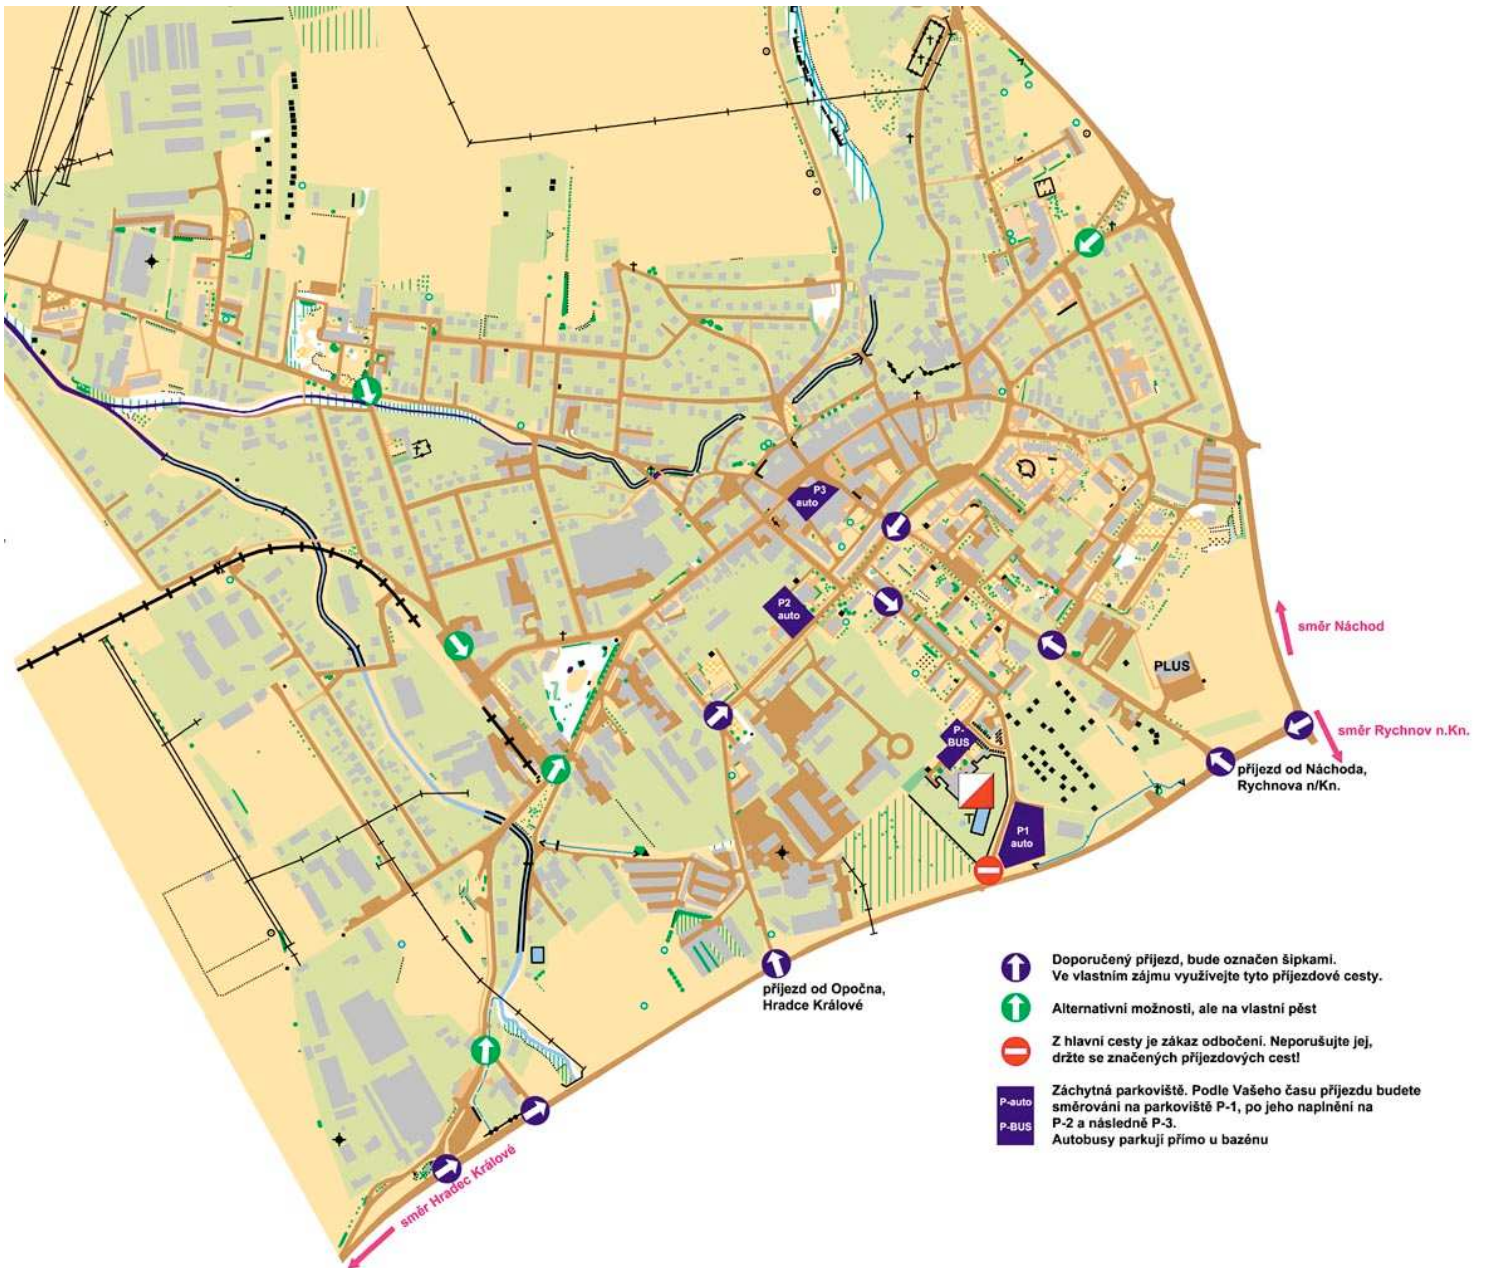 P3
auto
P2
auto
směr Náchod
PLUS
P-
BUS
směr Rychnov n.Kn.
příjezd od Náchoda,
Rychnova n/Kn.
P1
auto
příjezd od Opočna,
Hradce Králové
směr Hradec Králové
Doporučený příjezd, bude označen šipkami.
Ve vlastním zájmu využívejte tyto příjezdové cesty.
Alternativní možnosti, ale na vlastní pěst
Z hlavní cesty je zákaz odbočení. Neporušujte jej,
držte se značených příjezdových cest!
P-auto
P-BUS
Záchytná parkoviště. Podle Vašeho času příjezdu budete
směrováni na parkoviště P-1, po jeho naplnění na
P-2 a následně P-3.
Autobusy parkují přímo u bazénu